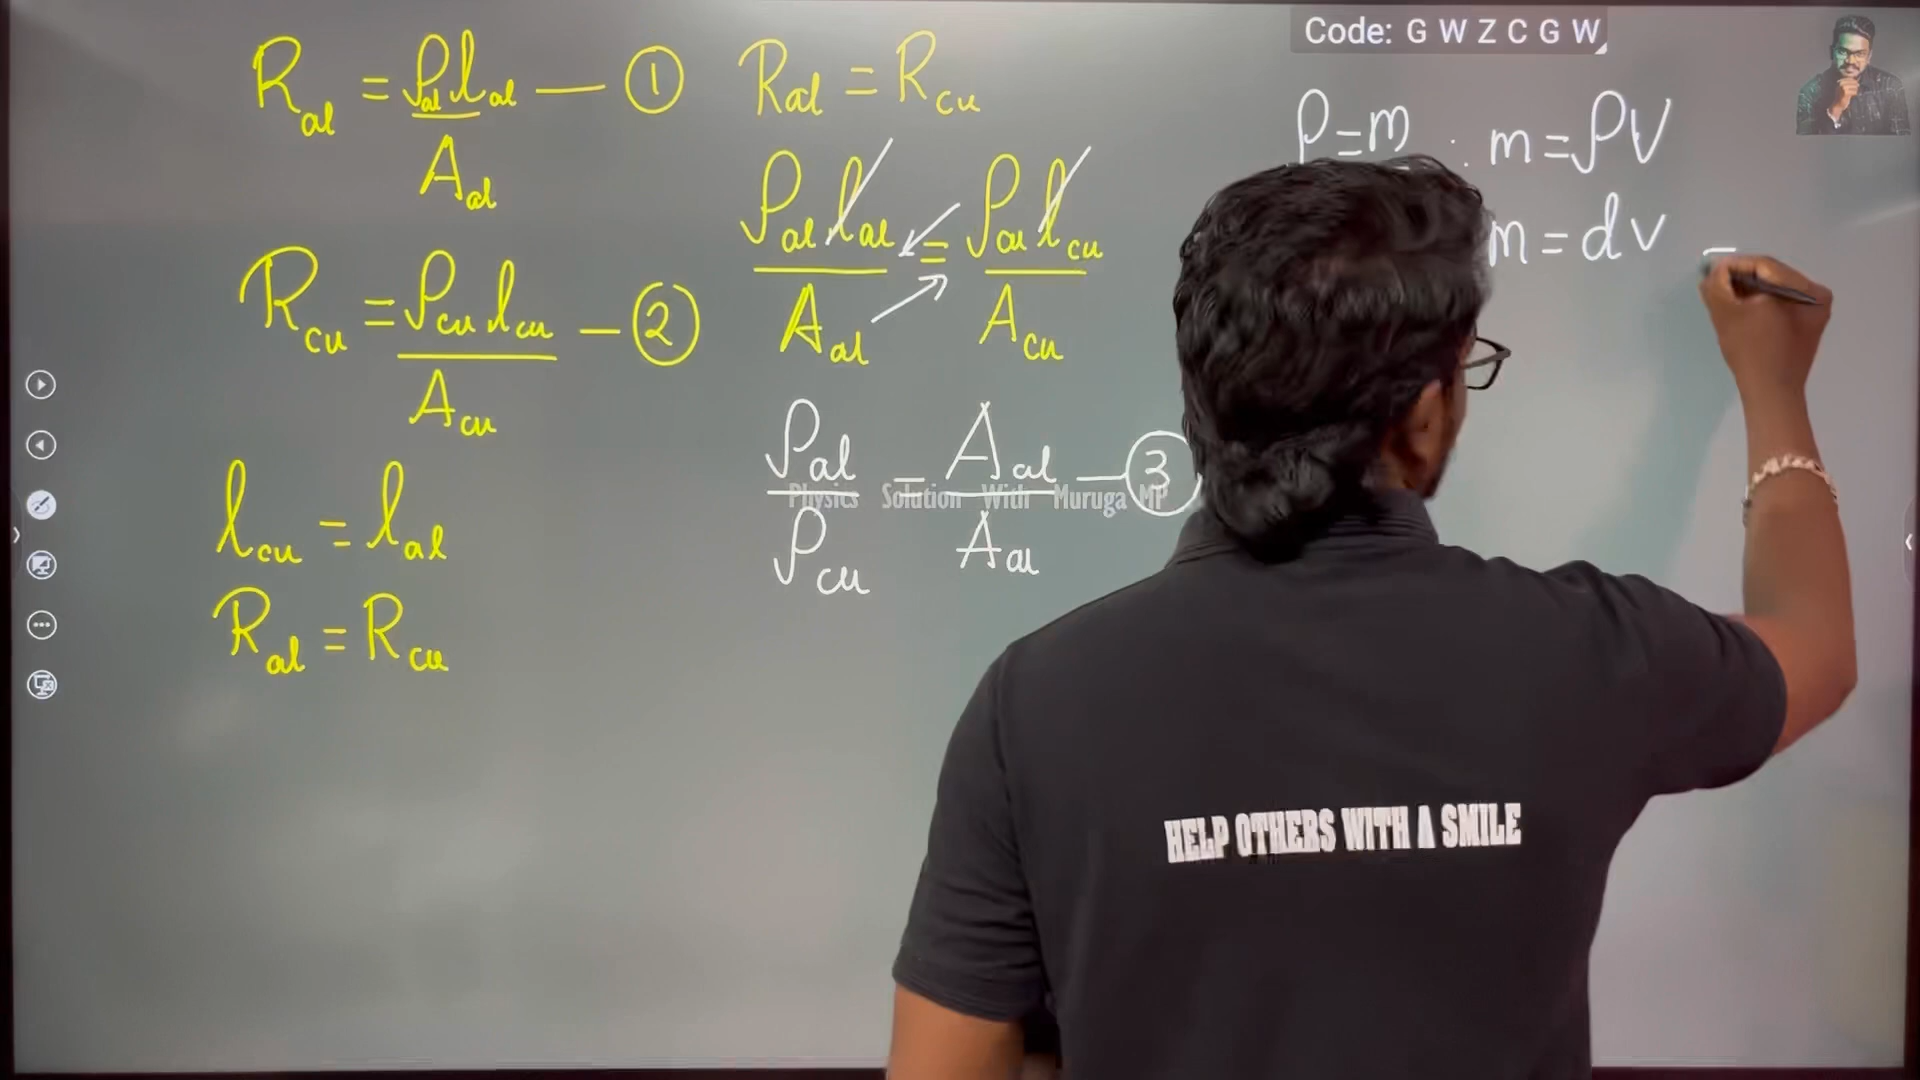 Code: G W Z C G W
R_al = ρ_al l_al / A_al — ①
R_cu = ρ_cu l_cu / A_cu — ②
l_cu = l_al
R_al = R_cu
R_al = R_cu
ρ_al l_al / A_al = ρ_cu l_cu / A_cu
ρ_al / ρ_cu = A_al / A_cu — ③
Physics Solution With Muruga MP
ρ = m : m = ρV
m = dv –
HELP OTHERS WITH A SMILE